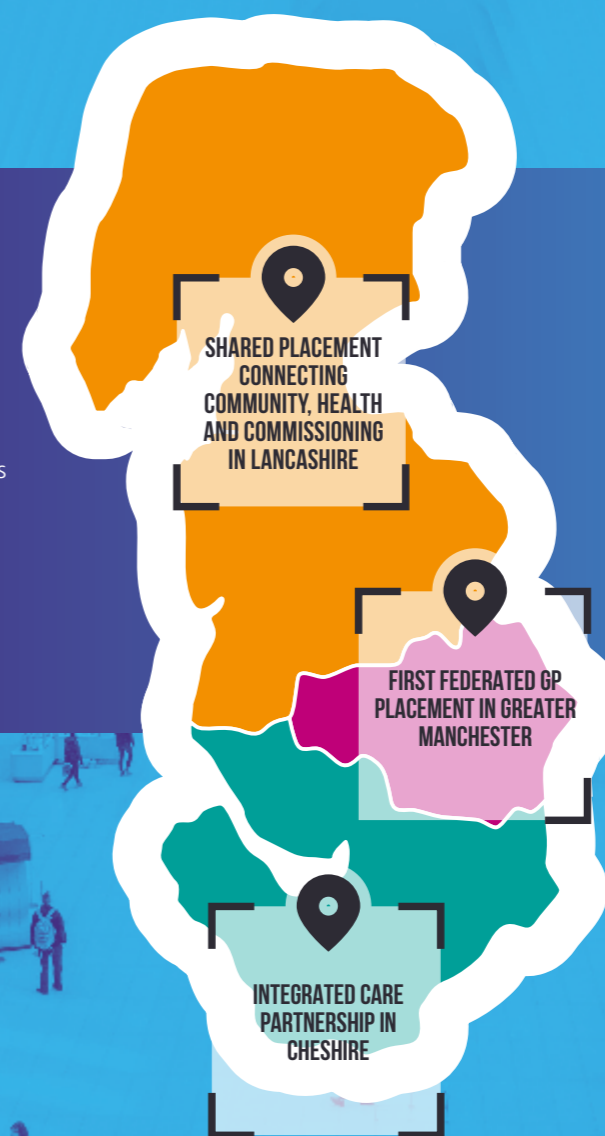 S
SHARED PLACEMENT
CONNECTING
COMMUNITY, HEALTH
AND COMMISSIONING
IN LANCASHIRE
FIRST FEDERATED GP
PLACEMENT IN GREATER
MANCHESTER
INTEGRATED CARE
PARTNERSHIP IN
CHESHIRE